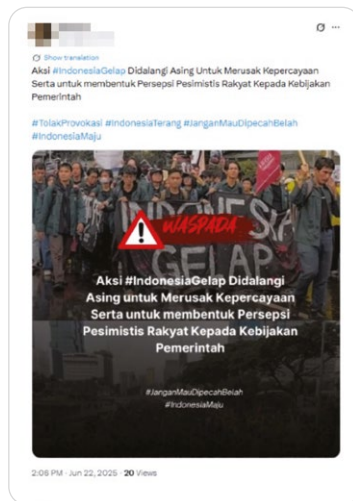 Show translation
Aksi #IndonesiaGelap Didalangi Asing Untuk Merusak Kepercayaan
Serta untuk membentuk Persepsi Pesimistis Rakyat Kepada Kebijakan
Pemerintah
#TolakProvokasi #IndonesiaTerang #JanganMauDipecahBelah
#IndonesiaMaju
INDONESIA
GELAP
WASPADA
Aksi #IndonesiaGelap Didalangi
Asing untuk Merusak Kepercayaan
Serta untuk membentuk Persepsi
Pesimistis Rakyat Kepada Kebijakan
Pemerintah
#JanganMauDipecahBelah
#IndonesiaMaju
2:06 PM · Jun 22, 2025 · 20 Views